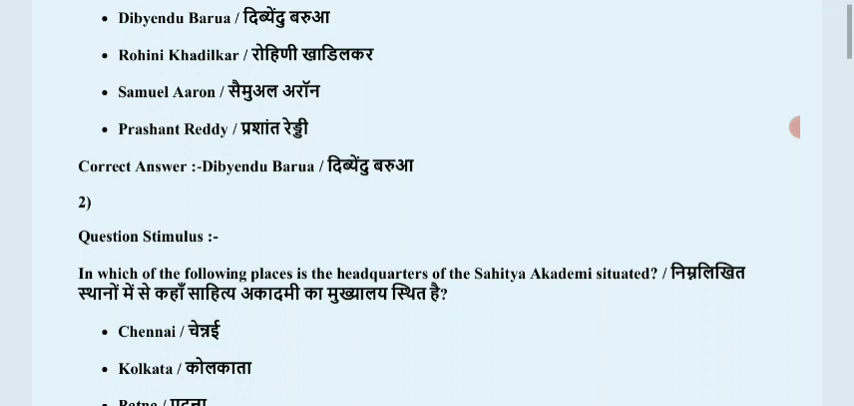 • Dibyendu Barua / दिब्येंदु बरुआ
• Rohini Khadilkar / रोहिणी खाडिलकर
• Samuel Aaron / सैमुअल अरॉन
• Prashant Reddy / प्रशांत रेड्डी
Correct Answer :-Dibyendu Barua / दिब्येंदु बरुआ
2)
Question Stimulus :-
In which of the following places is the headquarters of the Sahitya Akademi situated? / निम्नलिखित
स्थानों में से कहाँ साहित्य अकादमी का मुख्यालय स्थित है?
• Chennai / चेन्नई
• Kolkata / कोलकाता
• Patna / पटना